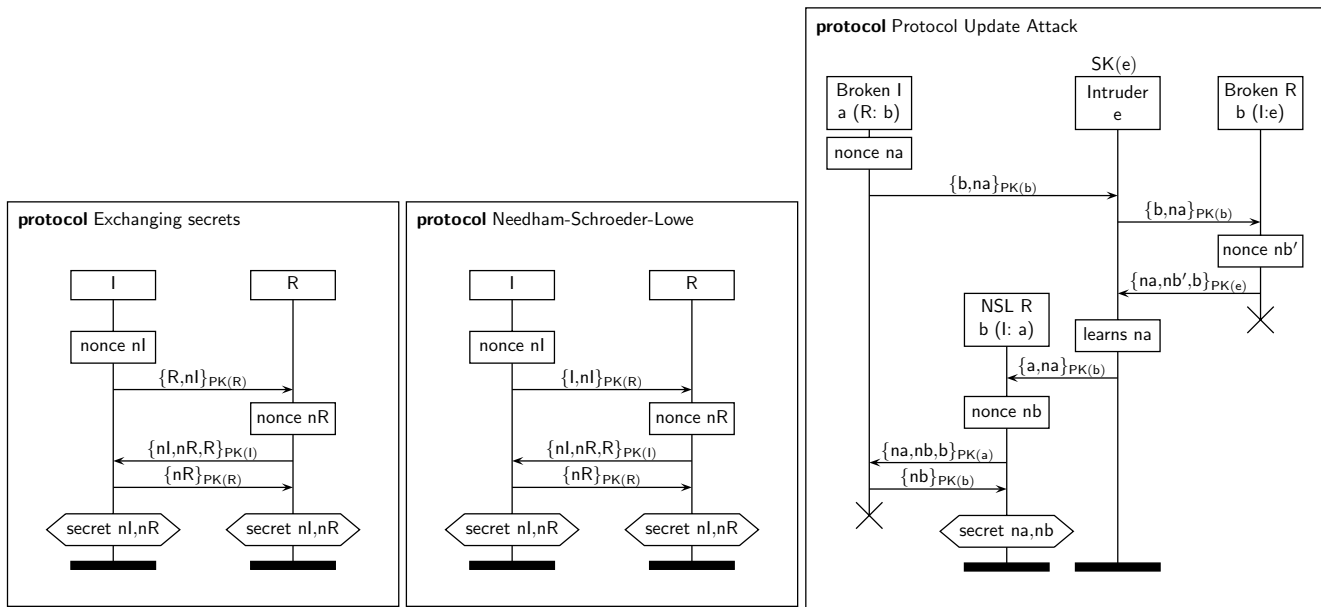 protocol Exchanging secrets
I
R
nonce nI
{R,nI}PK(R)
nonce nR
{nI,nR,R}PK(I)
{nR}PK(R)
secret nI,nR
secret nI,nR
protocol Needham-Schroeder-Lowe
I
R
nonce nI
{I,nI}PK(R)
nonce nR
{nI,nR,R}PK(I)
{nR}PK(R)
secret nI,nR
secret nI,nR
protocol Protocol Update Attack
SK(e)
Broken I
a (R: b)
Intruder
e
Broken R
b (I:e)
nonce na
{b,na}PK(b)
{b,na}PK(b)
nonce nb′
{na,nb′,b}PK(e)
NSL R
b (I: a)
learns na
{a,na}PK(b)
nonce nb
{na,nb,b}PK(a)
{nb}PK(b)
secret na,nb